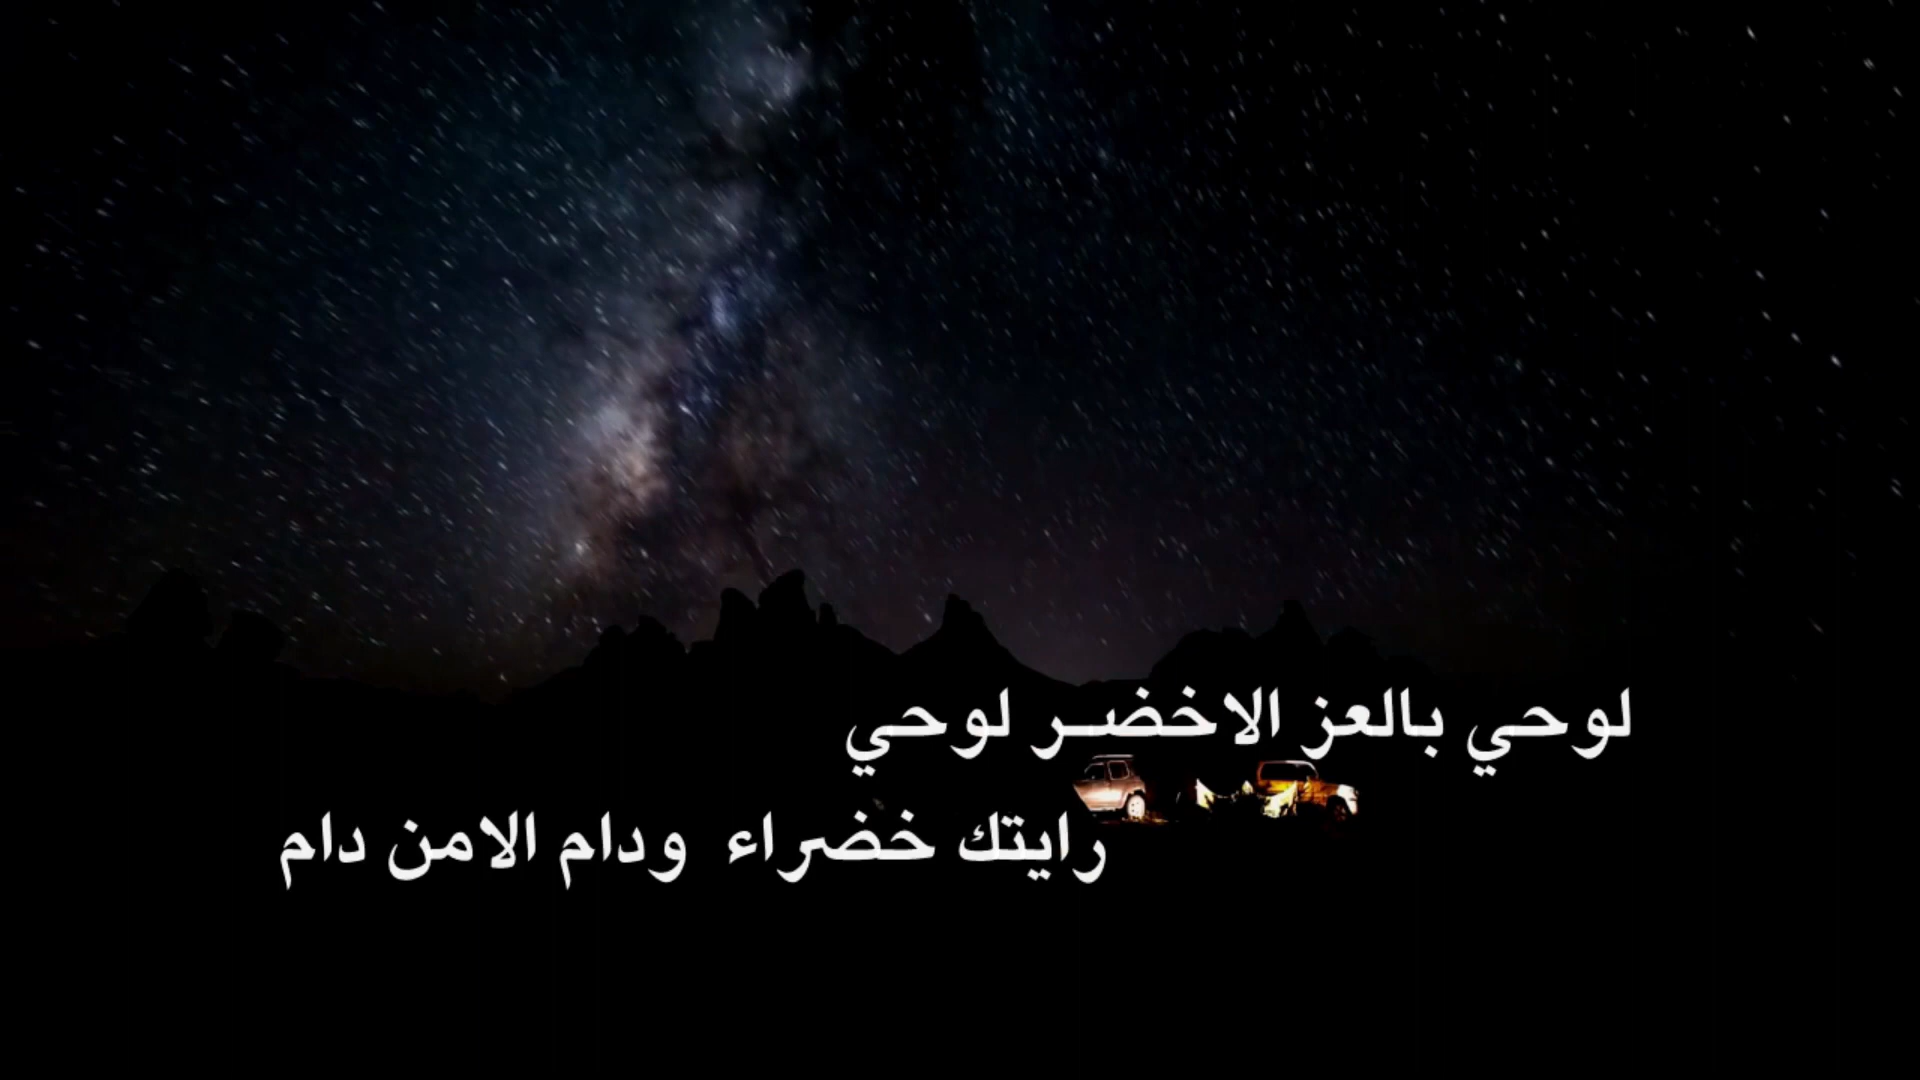 لوحي بالعز الاخضر لوحي
رايتك خضراء ودام الامن دام